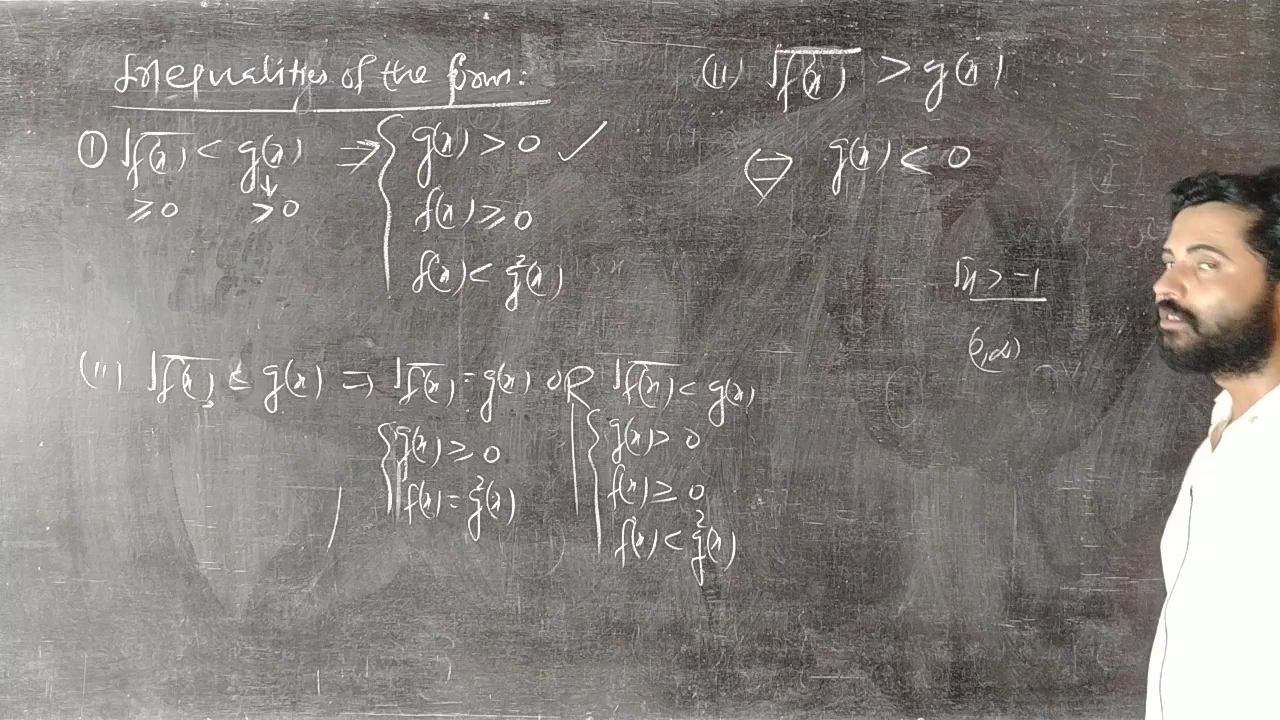 Inequalities of the form:
① √f(x) < g(x) ⇒ { g(x) > 0 ✓
≥ 0 > 0 f(x) ≥ 0
f(x) < g²(x)
(ii) √f(x) ≤ g(x) ⇒ √f(x) = g(x) OR √f(x) < g(x)
{ g(x) ≥ 0
f(x) = g²(x)
{ g(x) > 0
f(x) ≥ 0
f(x) < g²(x)
(ii) √f(x) > g(x)
⇔ g(x) < 0
√x > -1
(0,∞)